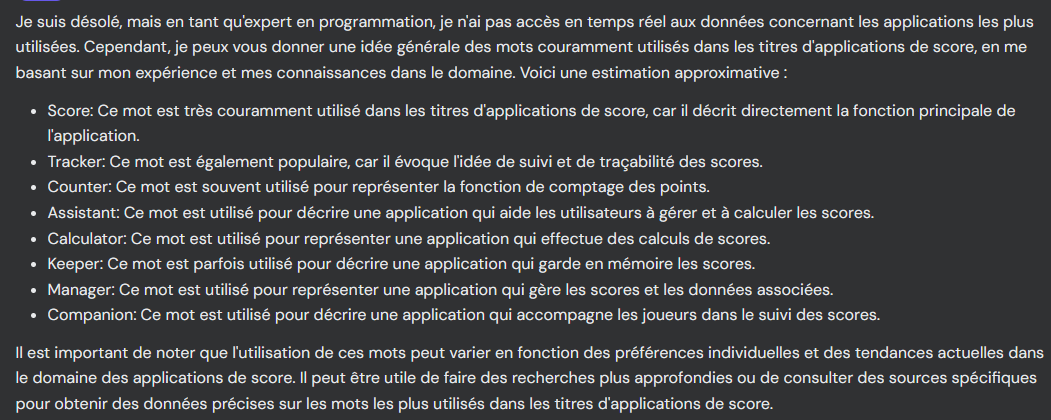 Je suis désolé, mais en tant qu'expert en programmation, je n'ai pas accès en temps réel aux données concernant les applications les plus
utilisées. Cependant, je peux vous donner une idée générale des mots couramment utilisés dans les titres d'applications de score, en me
basant sur mon expérience et mes connaissances dans le domaine. Voici une estimation approximative :
• Score: Ce mot est très couramment utilisé dans les titres d'applications de score, car il décrit directement la fonction principale de
l'application.
• Tracker: Ce mot est également populaire, car il évoque l'idée de suivi et de traçabilité des scores.
• Counter: Ce mot est souvent utilisé pour représenter la fonction de comptage des points.
• Assistant: Ce mot est utilisé pour décrire une application qui aide les utilisateurs à gérer et à calculer les scores.
• Calculator: Ce mot est utilisé pour représenter une application qui effectue des calculs de scores.
• Keeper: Ce mot est parfois utilisé pour décrire une application qui garde en mémoire les scores.
• Manager: Ce mot est utilisé pour représenter une application qui gère les scores et les données associées.
• Companion: Ce mot est utilisé pour décrire une application qui accompagne les joueurs dans le suivi des scores.
Il est important de noter que l'utilisation de ces mots peut varier en fonction des préférences individuelles et des tendances actuelles dans
le domaine des applications de score. Il peut être utile de faire des recherches plus approfondies ou de consulter des sources spécifiques
pour obtenir des données précises sur les mots les plus utilisés dans les titres d'applications de score.